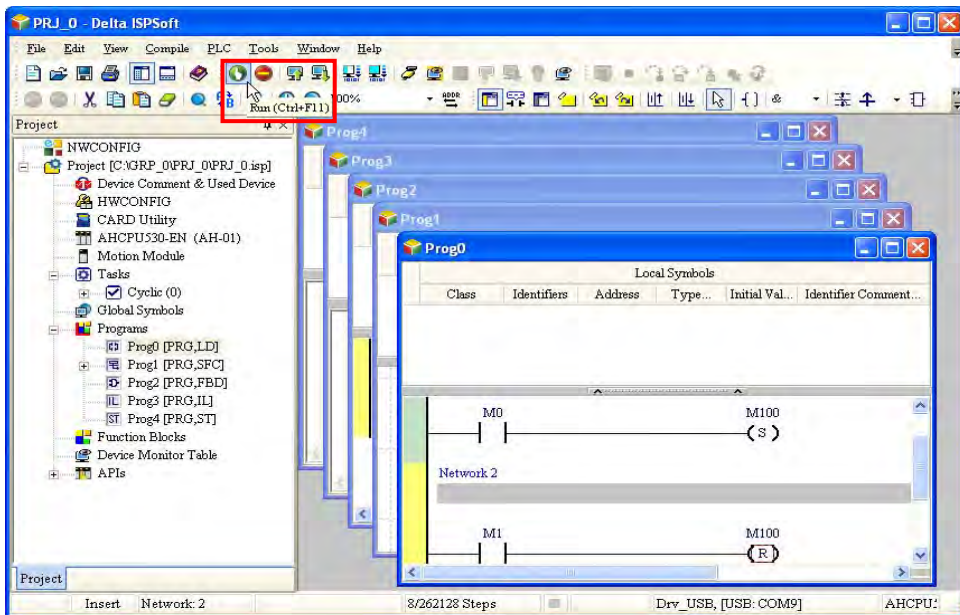 PRJ_0 - Delta ISPSoft
File Edit View Compile PLC Tools Window Help
100%
Run (Ctrl+F11)
ADDR
Project
NWCONFIG
Project [C:\GRP_0\PRJ_0\PRJ_0.isp]
Device Comment & Used Device
HWCONFIG
CARD Utility
AHCPU530-EN (AH-01)
Motion Module
Tasks
Cyclic (0)
Global Symbols
Programs
Prog0 [PRG,LD]
Prog1 [PRG,SFC]
Prog2 [PRG,FBD]
Prog3 [PRG,IL]
Prog4 [PRG,ST]
Function Blocks
Device Monitor Table
APIs
Project
Prog4
Prog3
Prog2
Prog1
Prog0
Local Symbols
Class Identifiers Address Type... Initial Val... Identifier Comment...
M0 M100
S
Network 2
M1 M100
R
Insert Network: 2 8/262128 Steps Drv_USB, [USB: COM9] AHCPU